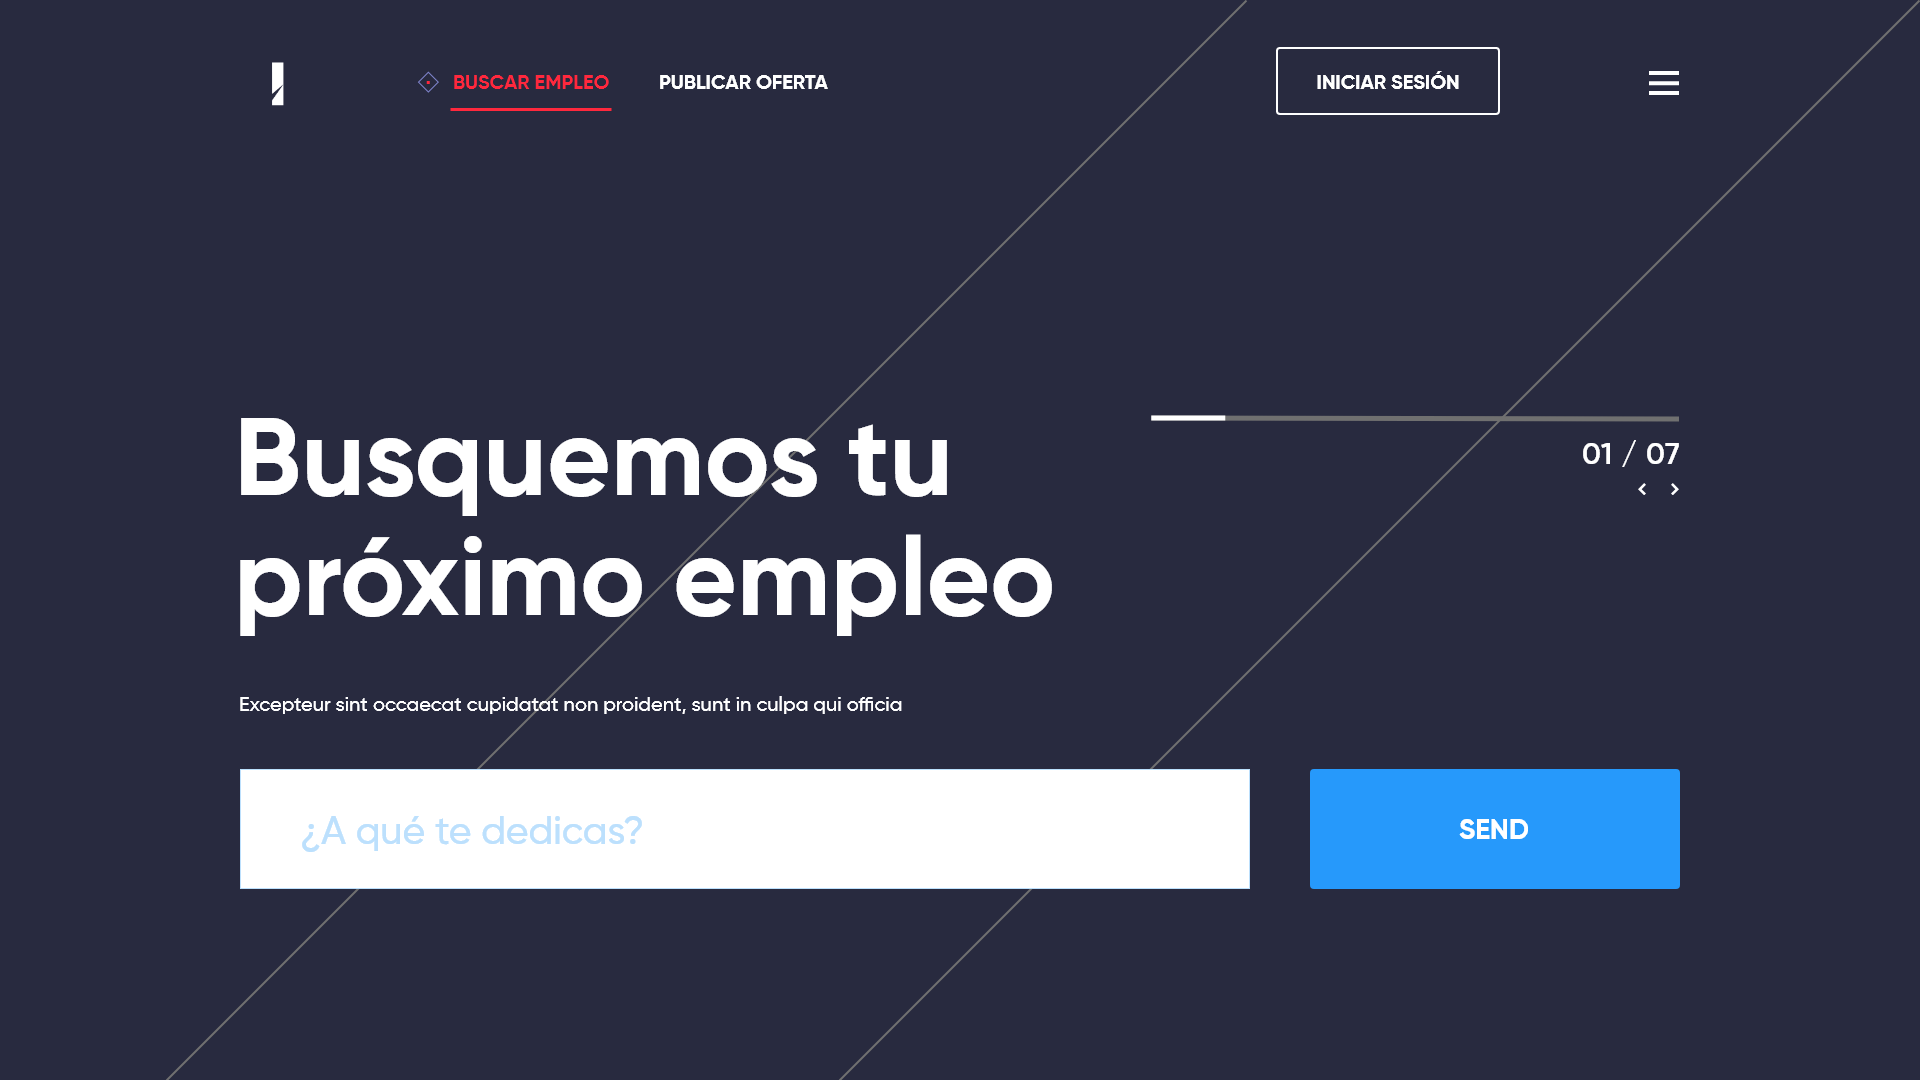 BUSCAR EMPLEO PUBLICAR OFERTA INICIAR SESIÓN
Busquemos tu
próximo empleo
01 / 07
Excepteur sint occaecat cupidatat non proident, sunt in culpa qui officia
¿A qué te dedicas?
SEND